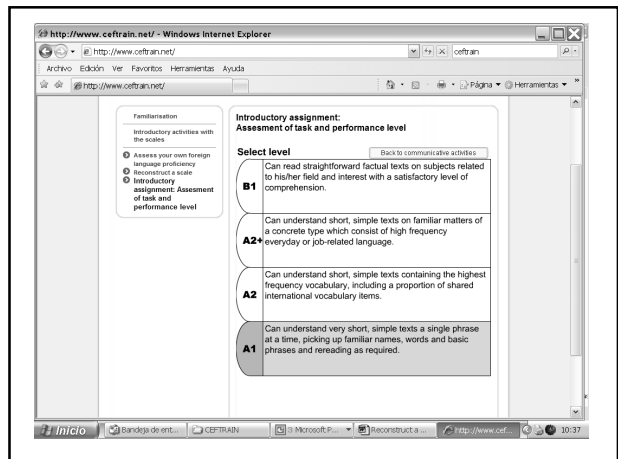 http://www.ceftrain.net/ - Windows Internet Explorer
http://www.ceftrain.net/
ceftrain
Archivo Edición Ver Favoritos Herramientas Ayuda
http://www.ceftrain.net/
Página
Herramientas
Familiarisation
Introductory activities with
the scales
Assess your own foreign
language proficiency
Reconstruct a scale
Introductory
assignment: Assesment
of task and
performance level
Introductory assignment:
Assesment of task and performance level
Select level
Back to communicative activities
B1
Can read straightforward factual texts on subjects related
to his/her field and interest with a satisfactory level of
comprehension.
A2+
Can understand short, simple texts on familiar matters of
a concrete type which consist of high frequency
everyday or job-related language.
A2
Can understand short, simple texts containing the highest
frequency vocabulary, including a proportion of shared
international vocabulary items.
A1
Can understand very short, simple texts a single phrase
at a time, picking up familiar names, words and basic
phrases and rereading as required.
Inicio
Bandeja de ent...
CEFTRAIN
3 Microsoft P...
Reconstruct a ...
http://www.cef...
10:37